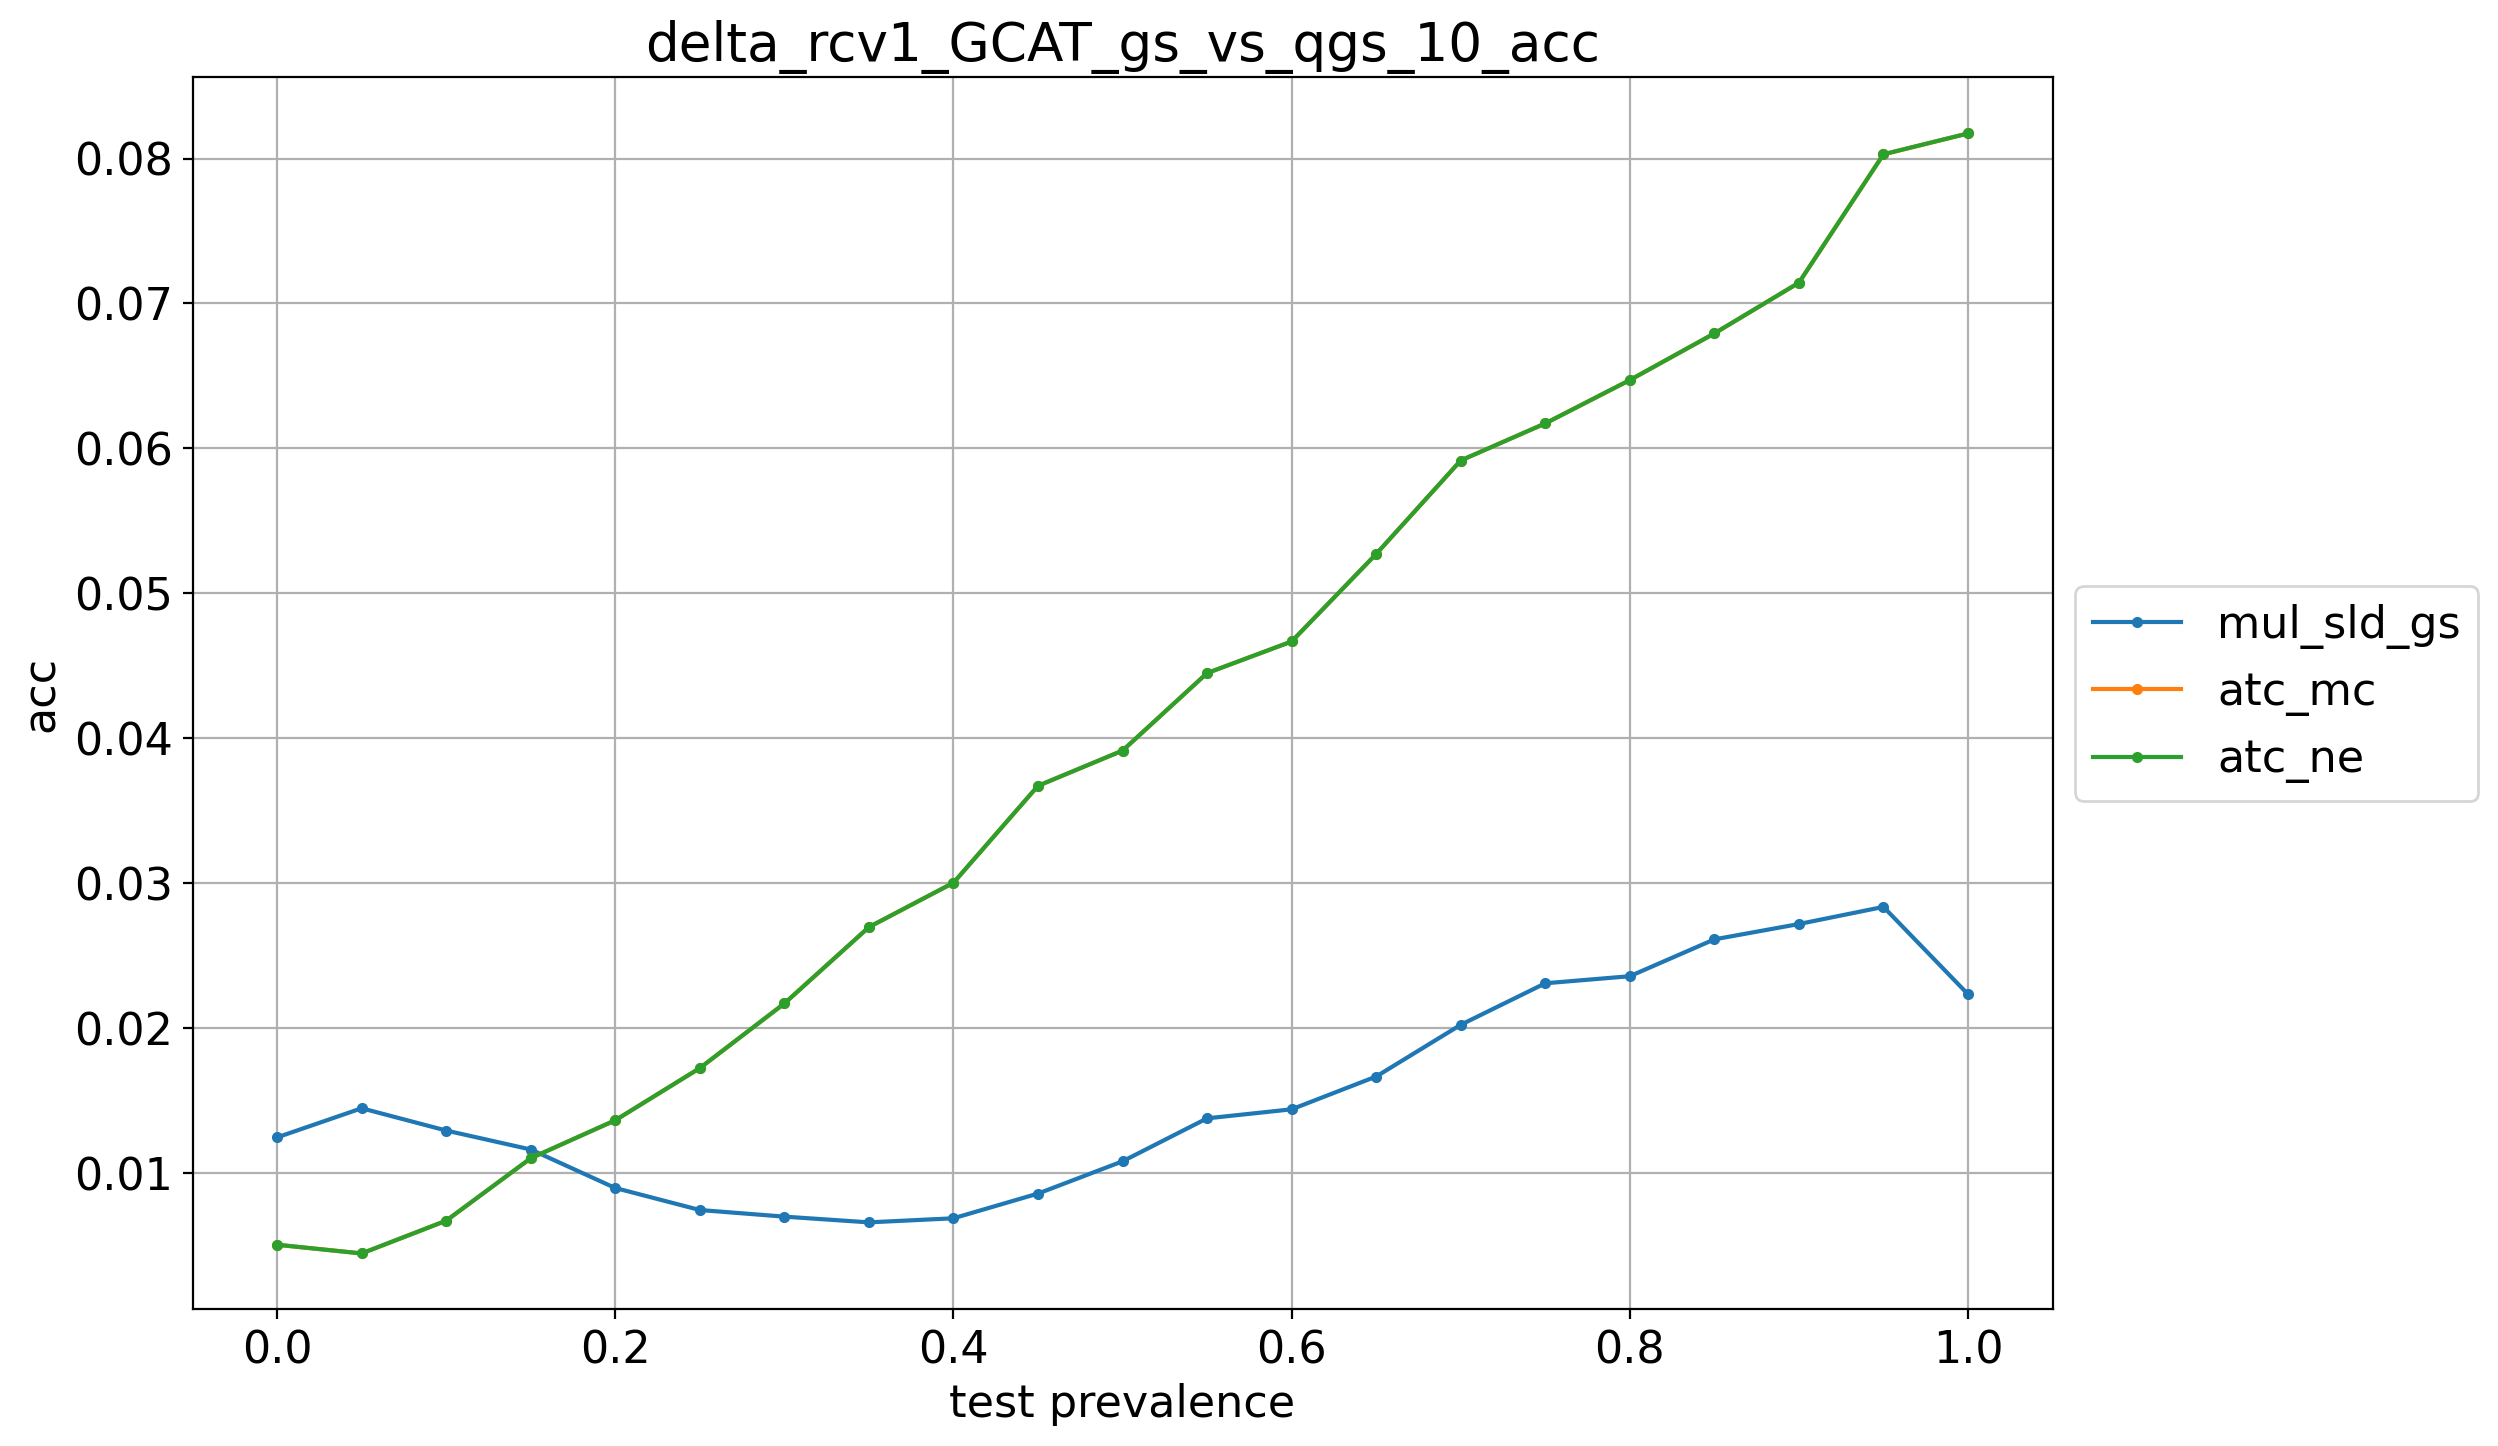 delta_rcv1_GCAT_gs_vs_qgs_10_acc
0.08
0.07
0.06
0.05
0.04
0.03
0.02
0.01
acc
0.0 0.2 0.4 0.6 0.8 1.0
test prevalence
mul_sld_gs
atc_mc
atc_ne